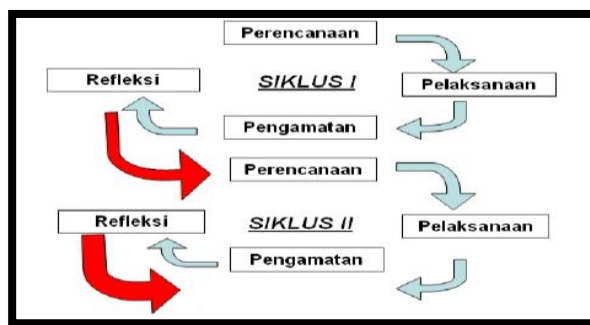 Perencanaan
Refleksi
SIKLUS I
Pelaksanaan
Pengamatan
Perencanaan
Refleksi
SIKLUS II
Pelaksanaan
Pengamatan